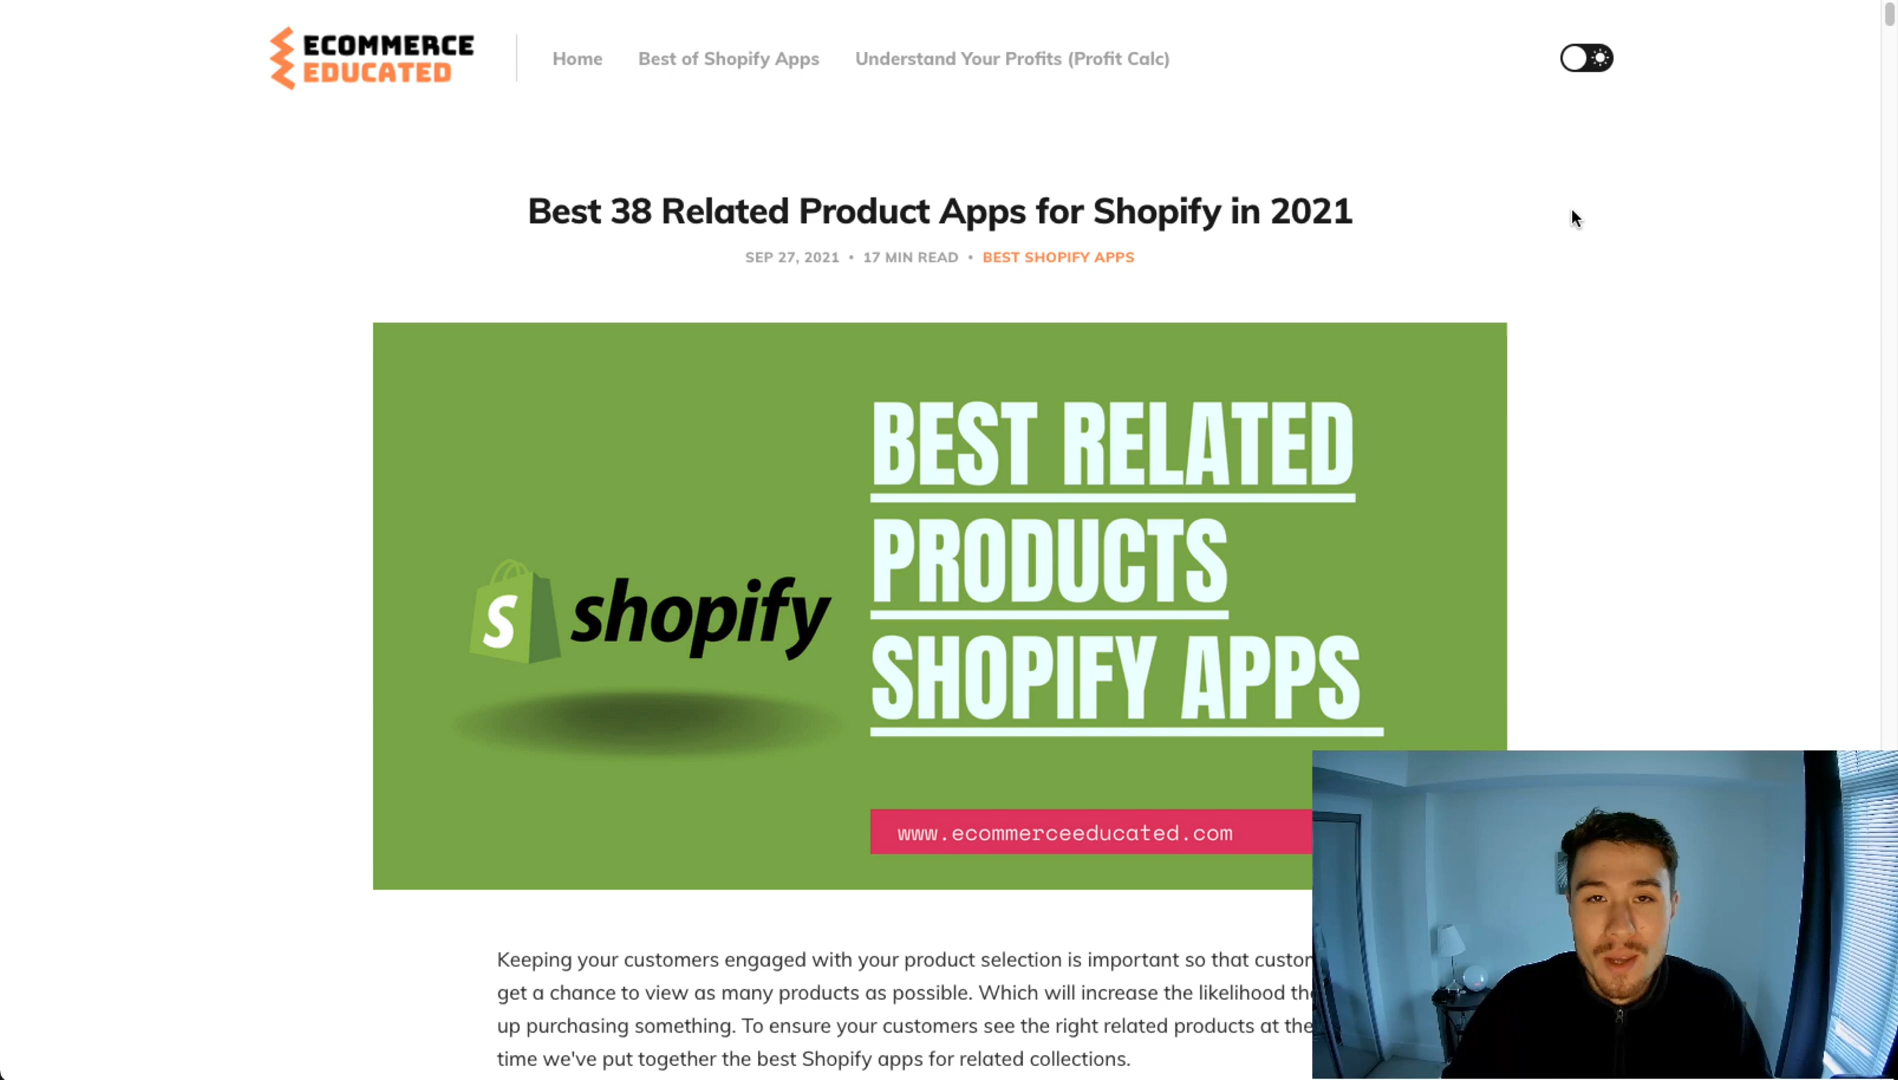 ECOMMERCE
EDUCATED
Home
Best of Shopify Apps
Understand Your Profits (Profit Calc)
Best 38 Related Product Apps for Shopify in 2021
SEP 27, 2021 • 17 MIN READ • BEST SHOPIFY APPS
S shopify
BEST RELATED
PRODUCTS
SHOPIFY APPS
www.ecommerceeducated.com
Keeping your customers engaged with your product selection is important so that
get a chance to view as many products as possible. Which will increase the likelihood
up purchasing something. To ensure your customers see the right related products at the
time we've put together the best Shopify apps for related collections.